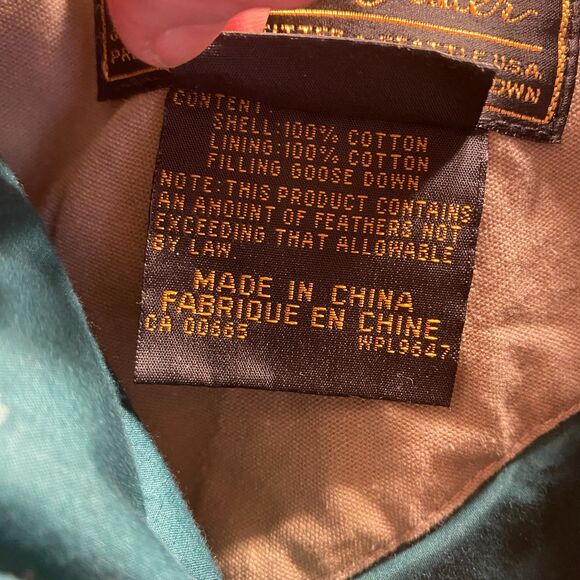 U.S.A.
DOWN
CONTENT:
SHELL:100% COTTON
LINING:100% COTTON
FILLING GOOSE DOWN
NOTE:THIS PRODUCT CONTAINS
AN AMOUNT OF FEATHERS NOT
EXCEEDING THAT ALLOWABLE
BY LAW.
MADE IN CHINA
FABRIQUE EN CHINE
CA 00665 WPL9647